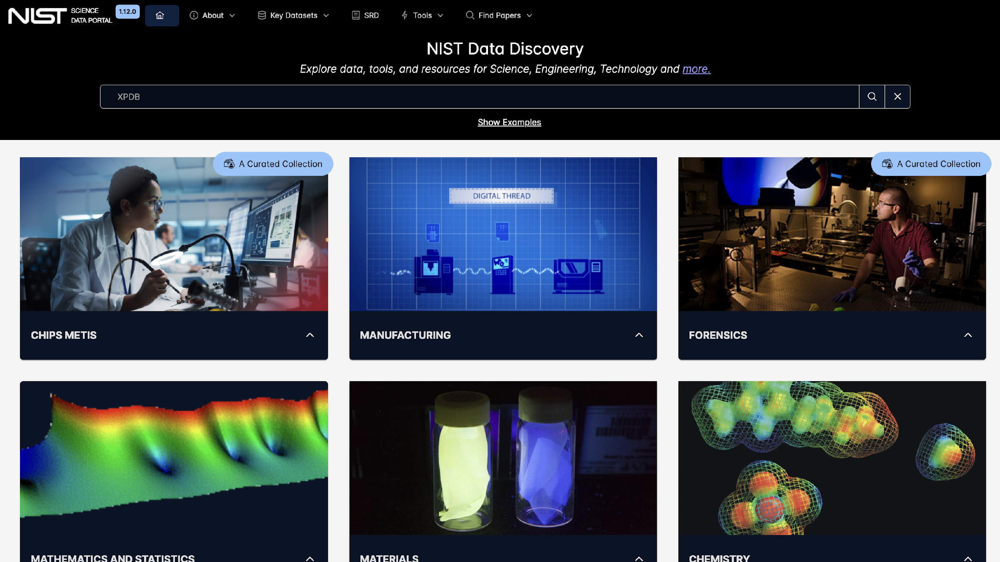 NIST
SCIENCE
DATA PORTAL
1.12.0
About
Key Datasets
SRD
Tools
Find Papers
NIST Data Discovery
Explore data, tools, and resources for Science, Engineering, Technology and more.
XPDB
Show Examples
A Curated Collection
DIGITAL THREAD
A Curated Collection
CHIPS METIS
MANUFACTURING
FORENSICS
MATHEMATICS AND STATISTICS
MATERIALS
CHEMISTRY